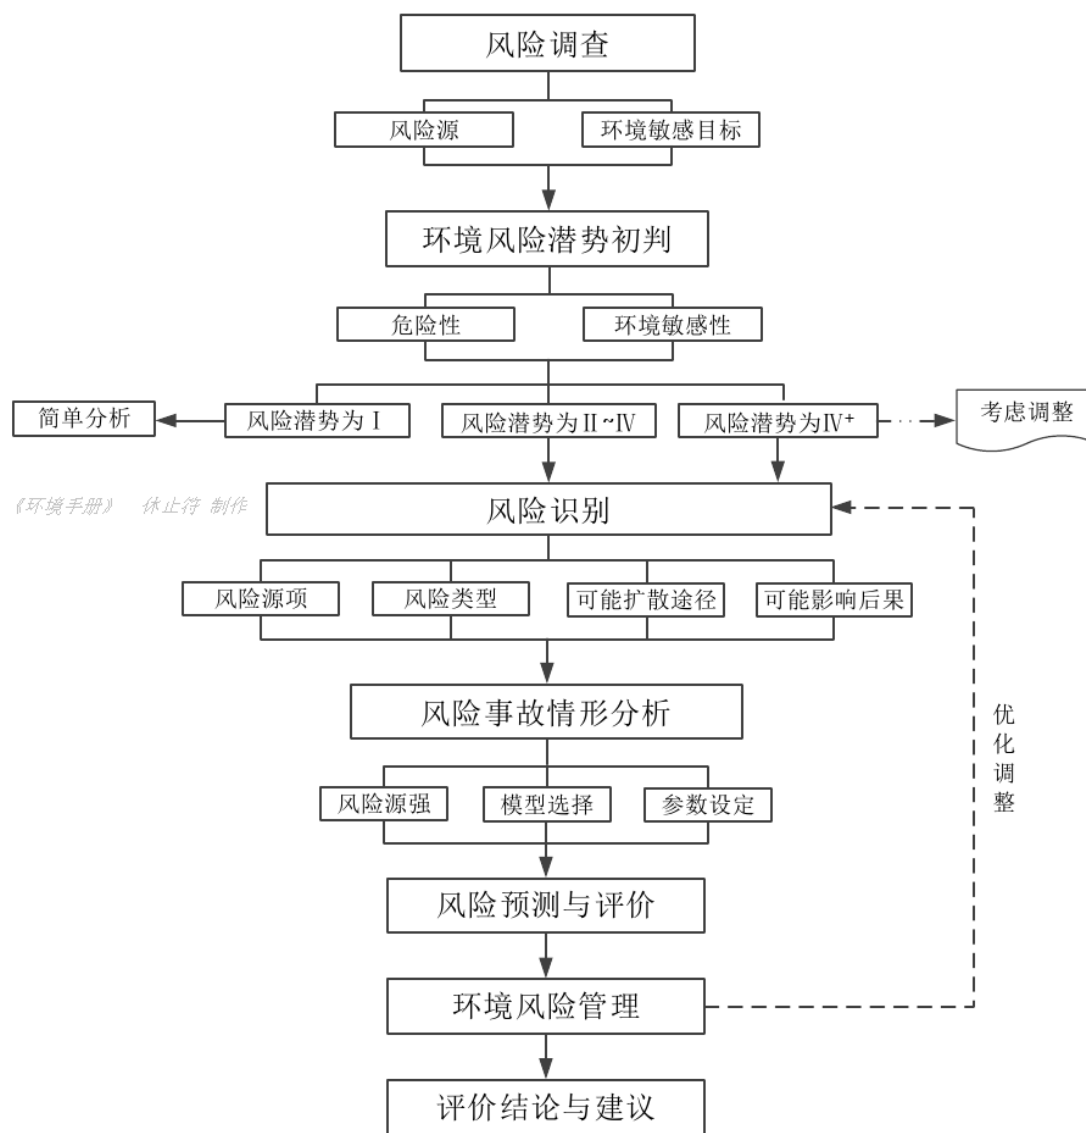 风险调查
风险源
环境敏感目标
环境风险潜势初判
危险性
环境敏感性
简单分析
风险潜势为Ⅰ
风险潜势为Ⅱ~Ⅳ
风险潜势为Ⅳ+
考虑调整
《环境手册》 休止符 制作
风险识别
风险源项
风险类型
可能扩散途径
可能影响后果
风险事故情形分析
优化调整
风险源强
模型选择
参数设定
风险预测与评价
环境风险管理
评价结论与建议